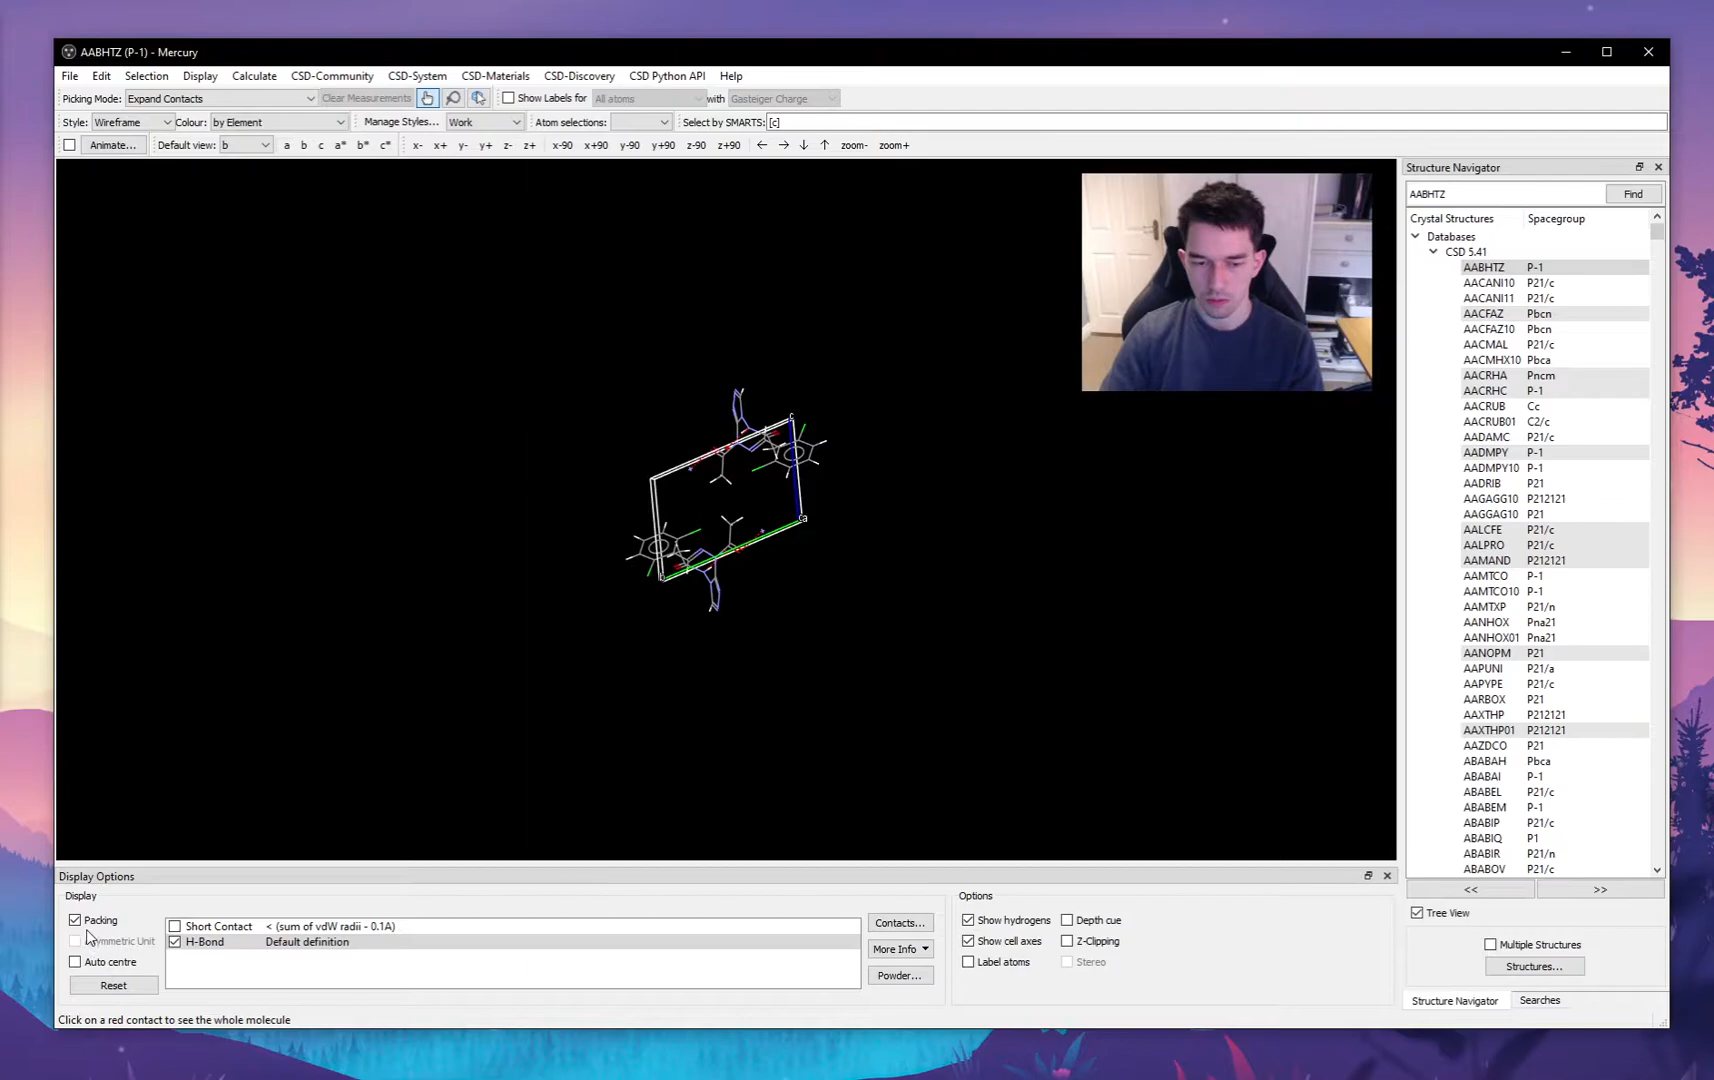 AABHTZ (P-1) - Mercury
File Edit Selection Display Calculate CSD-Community CSD-System CSD-Materials CSD-Discovery CSD Python API Help
Picking Mode: Expand Contacts Clear Measurements Show Labels for All atoms with Gasteiger Charge
Style: Wireframe Colour: by Element Manage Styles... Work Atom selections: Select by SMARTS: [c]
Animate... Default view: b a b c a* b* c* x- x+ y- y+ z- z+ x-90 x+90 y-90 y+90 z-90 z+90 ← → ↓ ↑ zoom- zoom+
c
a
Structure Navigator
AABHTZ Find
Crystal Structures Spacegroup
Databases
CSD 5.41
AABHTZ P-1
AACANI10 P21/c
AACANI11 P21/c
AACFAZ Pbcn
AACFAZ10 Pbcn
AACMAL P21/c
AACMHX10 Pbca
AACRHA Pncm
AACRHC P-1
AACRUB Cc
AACRUB01 C2/c
AADAMC P21/c
AADMPY P-1
AADMPY10 P-1
AADRIB P21
AAGAGG10 P212121
AAGGAG10 P21
AALCFE P21/c
AALPRO P21/c
AAMAND P212121
AAMTCO P-1
AAMTCO10 P-1
AAMTXP P21/n
AANHOX Pna21
AANHOX01 Pna21
AANOPM P21
AAPUNI P21/a
AAPYPE P21/c
AARBOX P21
AAXTHP P212121
AAXTHP01 P212121
AAZDCO P21
ABABAH Pbca
ABABAI P-1
ABABEL P21/c
ABABEM P-1
ABABIP P21/c
ABABIQ P1
ABABIR P21/n
ABABOV P21/c
<< >>
Tree View
Multiple Structures
Structures...
Structure Navigator Searches
Display Options
Display
Packing
mmetric Unit
Auto centre
Reset
Short Contact < (sum of vdW radii - 0.1A)
H-Bond Default definition
Contacts...
More Info
Powder...
Options
Show hydrogens Depth cue
Show cell axes Z-Clipping
Label atoms Stereo
Click on a red contact to see the whole molecule